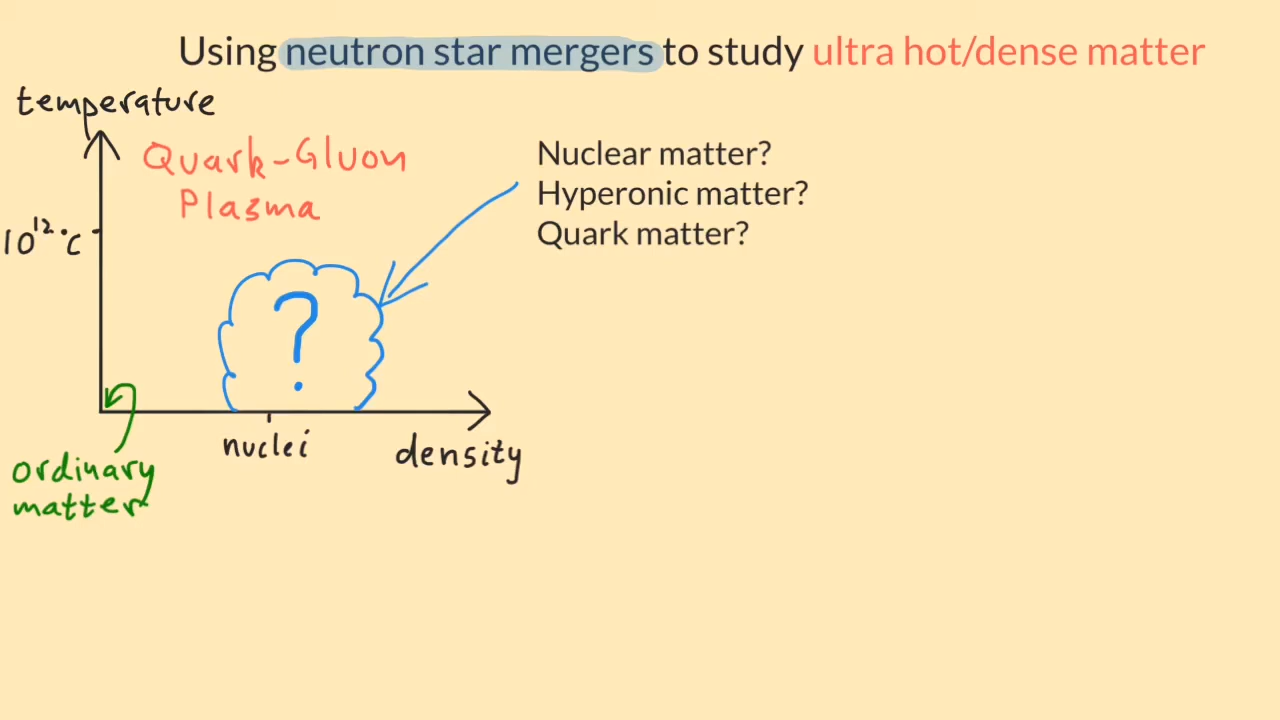 Using neutron star mergers to study ultra hot/dense matter
temperature
Quark-Gluon
Plasma
10¹²°C
Nuclear matter?
Hyperonic matter?
Quark matter?
?
nuclei
density
ordinary
matter